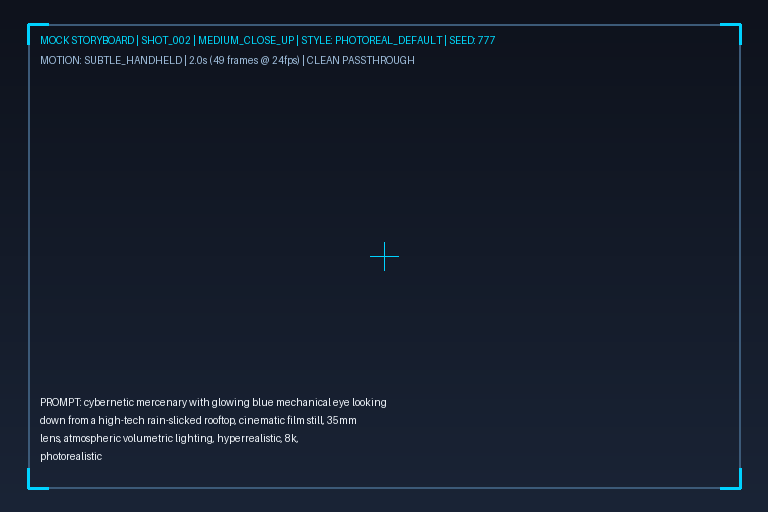 MOCK STORYBOARD | SHOT_002 | MEDIUM_CLOSE_UP | STYLE: PHOTOREAL_DEFAULT | SEED: 777
MOTION: SUBTLE_HANDHELD | 2.0s (49 frames @ 24fps) | CLEAN PASSTHROUGH
PROMPT: cybernetic mercenary with glowing blue mechanical eye looking
down from a high-tech rain-slicked rooftop, cinematic film still, 35mm
lens, atmospheric volumetric lighting, hyperrealistic, 8k,
photorealistic